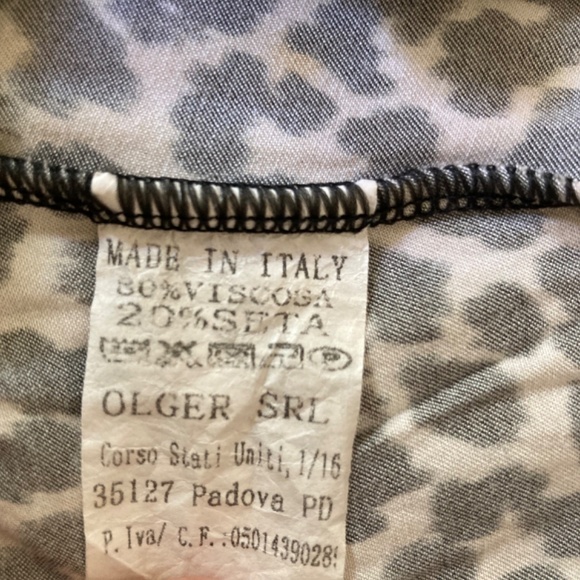 MADE IN ITALY
80%VISCOSA
20%SETA
OLGER SRL
Corso Stati Uniti, 1/16
35127 Padova PD
P. Iva/ C. F. :0501439028